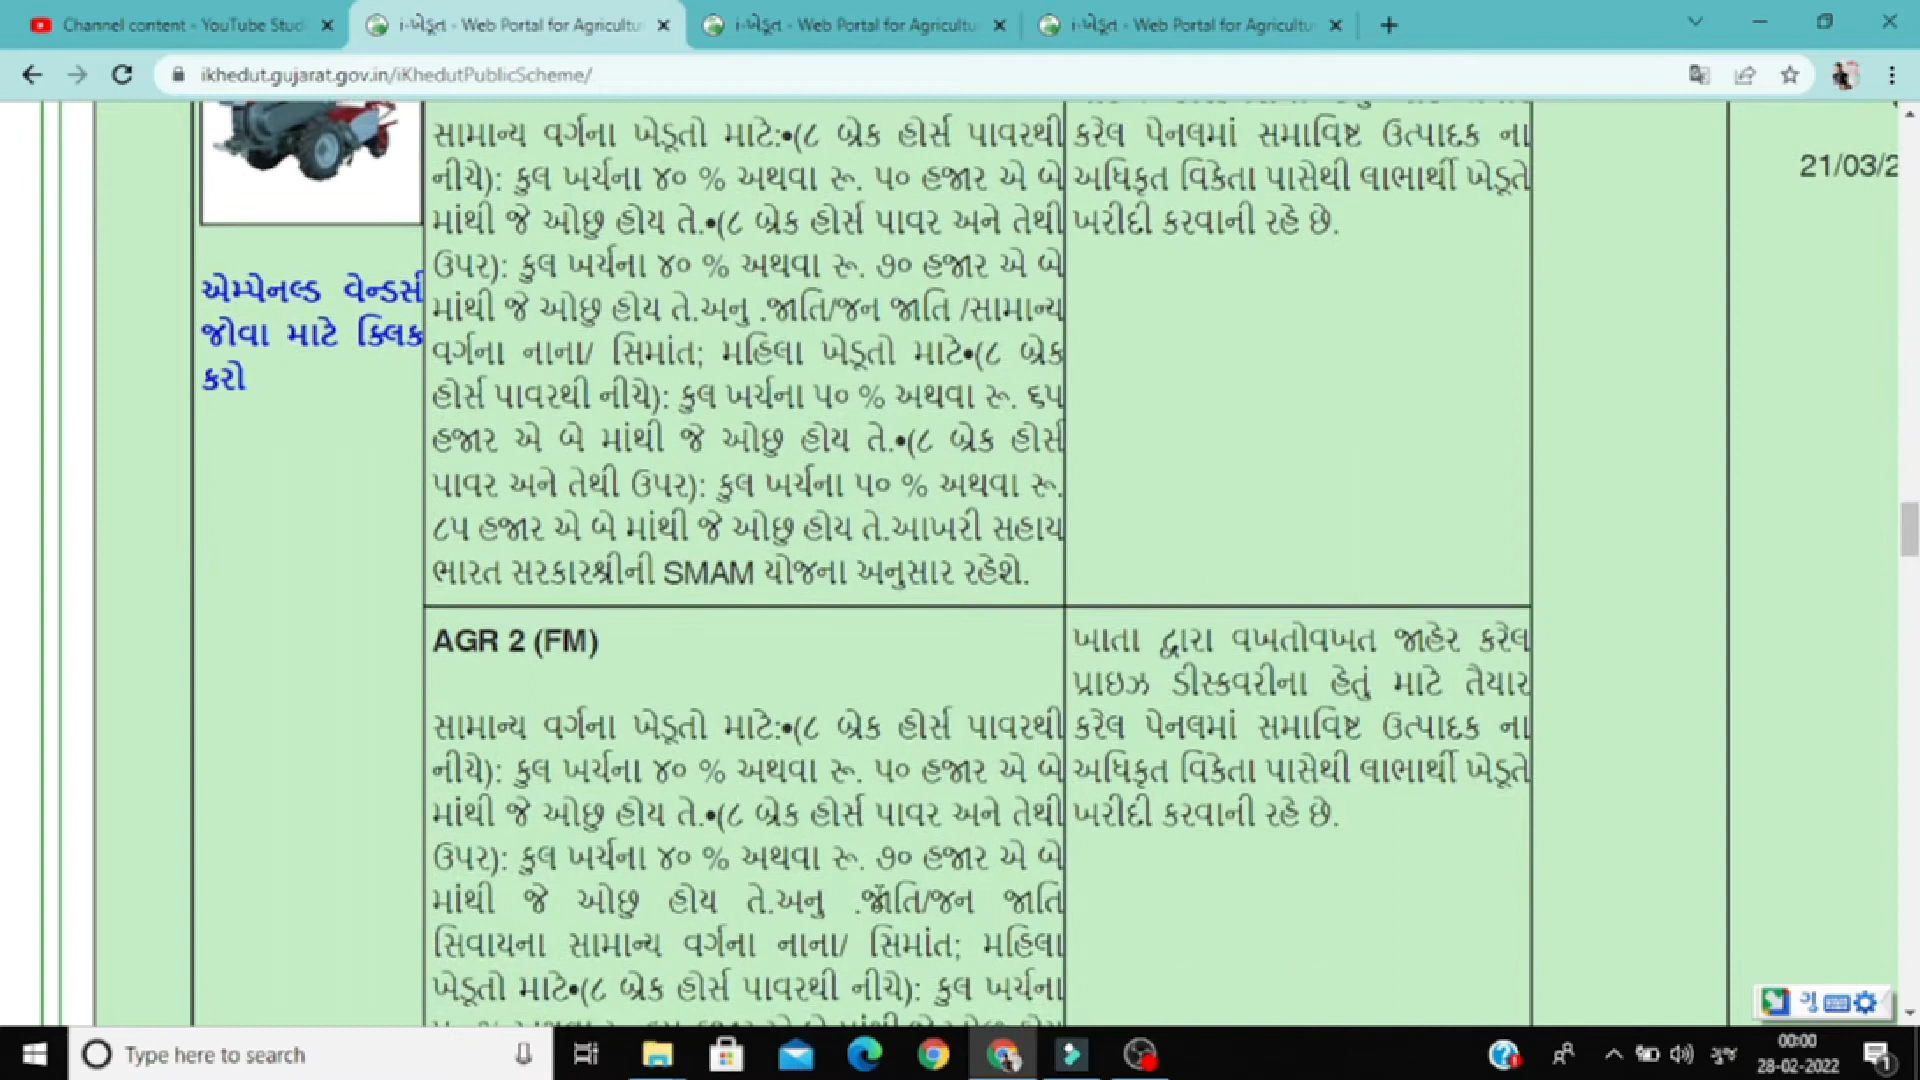 Channel content - YouTube Stud
i-ખેડૂત - Web Portal for Agricultu
i-ખેડૂત - Web Portal for Agricultu
i-ખેડૂત - Web Portal for Agricultu
ikhedut.gujarat.gov.in/iKhedutPublicScheme/
એમ્પેનલ્ડ વેન્ડર્સ
જોવા માટે ક્લિક
કરો
સામાન્ય વર્ગના ખેડૂતો માટે:•(૮ બ્રેક હોર્સ પાવરથી
નીચે): કુલ ખર્ચના ૪૦ % અથવા રૂ. ૫૦ હજાર એ બે
માંથી જે ઓછુ હોય તે.•(૮ બ્રેક હોર્સ પાવર અને તેથી
ઉપર): કુલ ખર્ચના ૪૦ % અથવા રૂ. ૭૦ હજાર એ બે
માંથી જે ઓછુ હોય તે.અનુ .જાતિ/જન જાતિ /સામાન્ય
વર્ગના નાના/ સિમાંત; મહિલા ખેડૂતો માટે•(૮ બ્રેક
હોર્સ પાવરથી નીચે): કુલ ખર્ચના ૫૦ % અથવા રૂ. ૬૫
હજાર એ બે માંથી જે ઓછુ હોય તે.•(૮ બ્રેક હોર્સ
પાવર અને તેથી ઉપર): કુલ ખર્ચના ૫૦ % અથવા રૂ.
૮૫ હજાર એ બે માંથી જે ઓછુ હોય તે.આખરી સહાય
ભારત સરકારશ્રીની SMAM યોજના અનુસાર રહેશે.
કરેલ પેનલમાં સમાવિષ્ટ ઉત્પાદક ના
અધિકૃત વિક્રેતા પાસેથી લાભાર્થી ખેડૂતે
ખરીદી કરવાની રહે છે.
21/03/2
AGR 2 (FM)
સામાન્ય વર્ગના ખેડૂતો માટે:•(૮ બ્રેક હોર્સ પાવરથી
નીચે): કુલ ખર્ચના ૪૦ % અથવા રૂ. ૫૦ હજાર એ બે
માંથી જે ઓછુ હોય તે.•(૮ બ્રેક હોર્સ પાવર અને તેથી
ઉપર): કુલ ખર્ચના ૪૦ % અથવા રૂ. ૭૦ હજાર એ બે
માંથી જે ઓછુ હોય તે.અનુ .જાતિ/જન જાતિ
સિવાયના સામાન્ય વર્ગના નાના/ સિમાંત; મહિલા
ખેડૂતો માટે•(૮ બ્રેક હોર્સ પાવરથી નીચે): કુલ ખર્ચના
ખાતા દ્વારા વખતોવખત જાહેર કરેલ
પ્રાઇઝ ડીસ્કવરીના હેતું માટે તૈયાર
કરેલ પેનલમાં સમાવિષ્ટ ઉત્પાદક ના
અધિકૃત વિક્રેતા પાસેથી લાભાર્થી ખેડૂતે
ખરીદી કરવાની રહે છે.
ગુ
Type here to search
ગુજ
00:00
28-02-2022